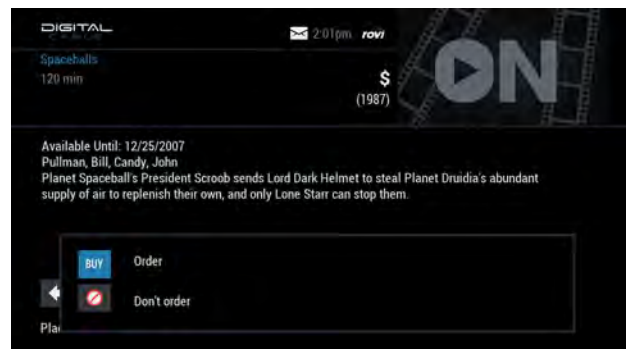 DIGITAL
2:01pm rovi
Spaceballs
120 min
$
(1987)
ON
Available Until: 12/25/2007
Pullman, Bill, Candy, John
Planet Spaceball's President Scroob sends Lord Dark Helmet to steal Planet Druidia's abundant
supply of air to replenish their own, and only Lone Starr can stop them.
BUY Order
Don't order
Pla